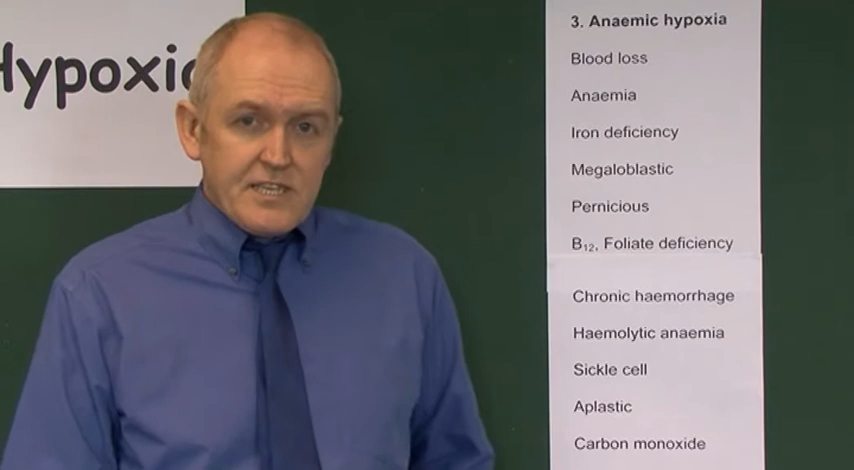 Hypoxic
3. Anaemic hypoxia
Blood loss
Anaemia
Iron deficiency
Megaloblastic
Pernicious
B₁₂, Foliate deficiency
Chronic haemorrhage
Haemolytic anaemia
Sickle cell
Aplastic
Carbon monoxide